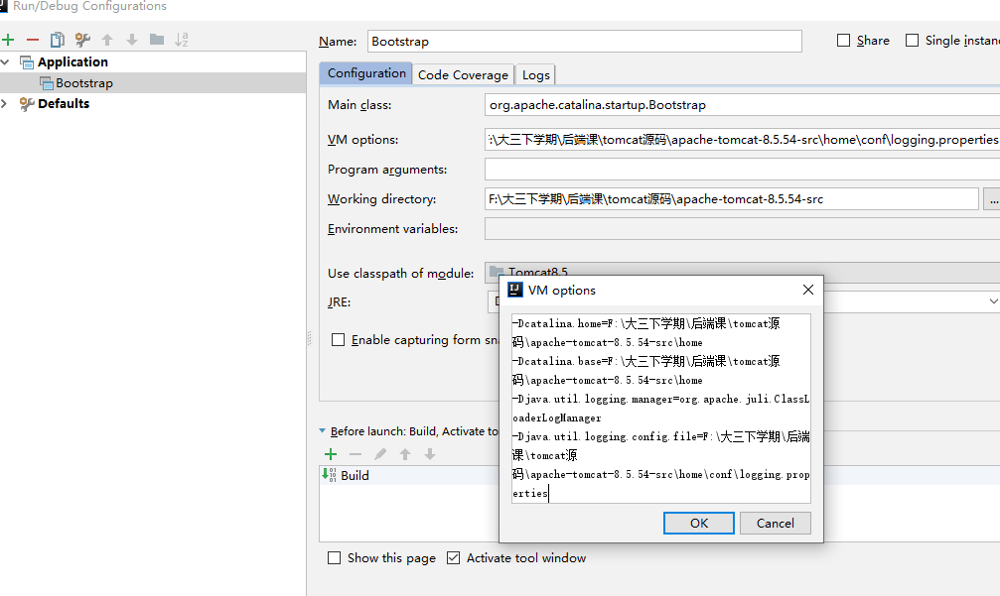 Run/Debug Configurations
Application
Bootstrap
Defaults
Name: Bootstrap
Share
Single instan
Configuration
Code Coverage
Logs
Main class: org.apache.catalina.startup.Bootstrap
VM options: :\大三下学期\后端课\tomcat源码\apache-tomcat-8.5.54-src\home\conf\logging.properties
Program arguments:
Working directory: F:\大三下学期\后端课\tomcat源码\apache-tomcat-8.5.54-src
...
Environment variables:
Use classpath of module: Tomcat8.5
JRE:
Enable capturing form sna
VM options
-Dcatalina.home=F:\大三下学期\后端课\tomcat源
码\apache-tomcat-8.5.54-src\home
-Dcatalina.base=F:\大三下学期\后端课\tomcat源
码\apache-tomcat-8.5.54-src\home
-Djava.util.logging.manager=org.apache.juli.ClassL
oaderLogManager
-Djava.util.logging.config.file=F:\大三下学期\后端
课\tomcat源
码\apache-tomcat-8.5.54-src\home\conf\logging.prop
erties
OK
Cancel
Before launch: Build, Activate to
Build
Show this page
Activate tool window